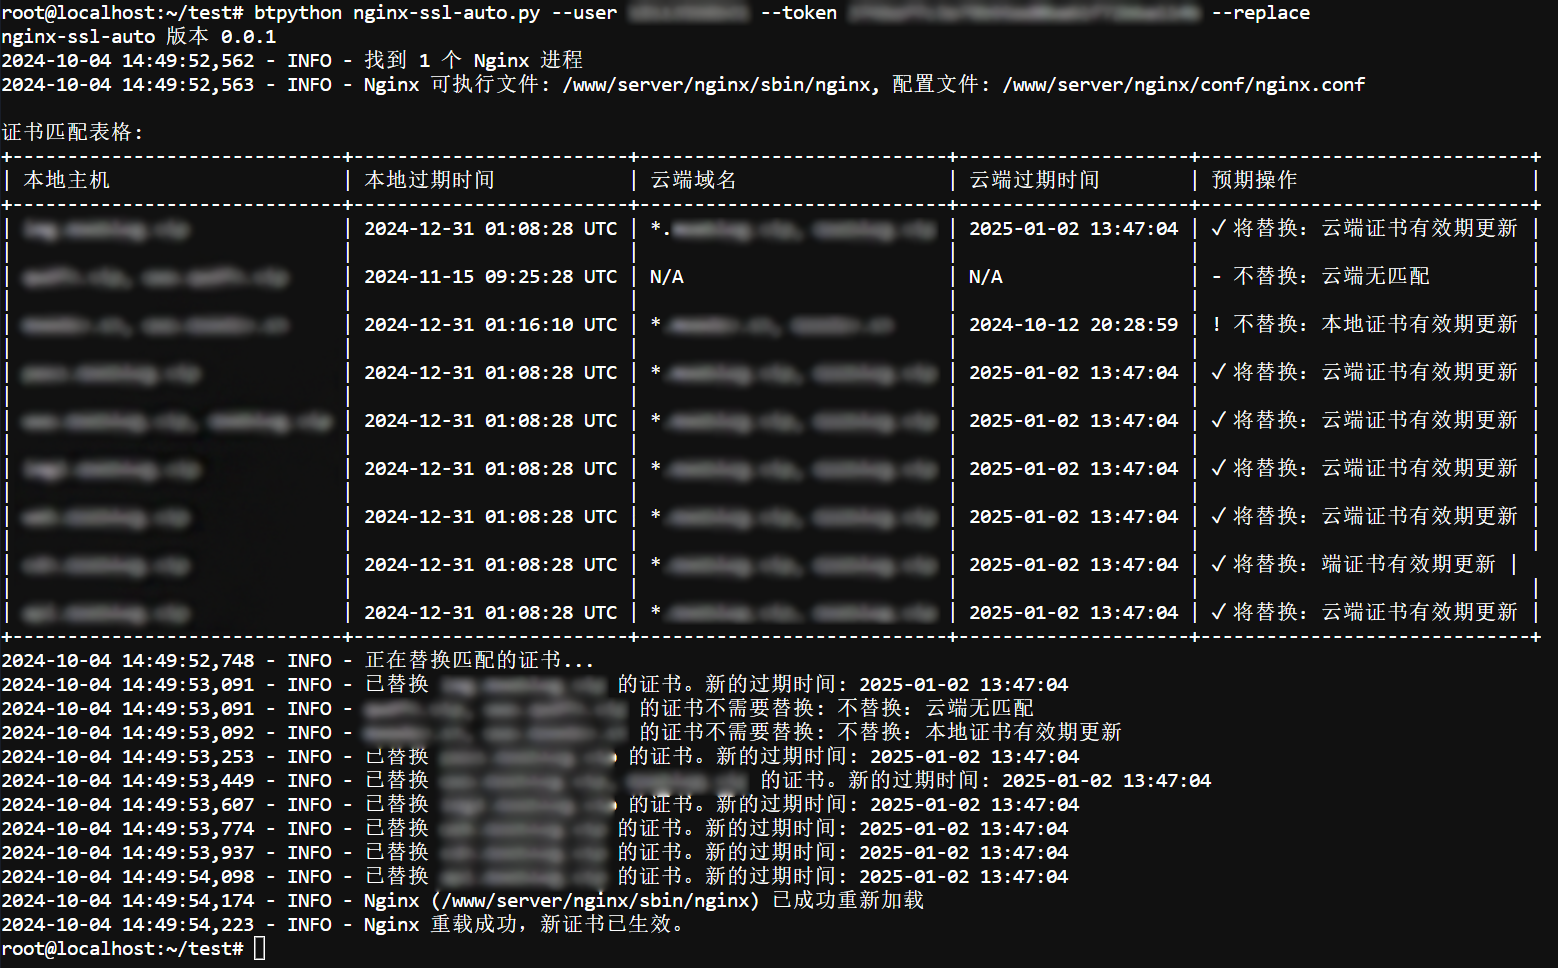 root@localhost:~/test# btpython nginx-ssl-auto.py --user --token --replace
nginx-ssl-auto 版本 0.0.1
2024-10-04 14:49:52,562 - INFO - 找到 1 个 Nginx 进程
2024-10-04 14:49:52,563 - INFO - Nginx 可执行文件: /www/server/nginx/sbin/nginx, 配置文件: /www/server/nginx/conf/nginx.conf
证书匹配表格:
| 本地主机 | 本地过期时间 | 云端域名 | 云端过期时间 | 预期操作 |
| | 2024-12-31 01:08:28 UTC | *. | 2025-01-02 13:47:04 | ✓ 将替换: 云端证书有效期更新 |
| | 2024-11-15 09:25:28 UTC | N/A | N/A | - 不替换: 云端无匹配 |
| | 2024-12-31 01:16:10 UTC | * | 2024-10-12 20:28:59 | ! 不替换: 本地证书有效期更新 |
| | 2024-12-31 01:08:28 UTC | * | 2025-01-02 13:47:04 | ✓ 将替换: 云端证书有效期更新 |
| | 2024-12-31 01:08:28 UTC | * | 2025-01-02 13:47:04 | ✓ 将替换: 云端证书有效期更新 |
| | 2024-12-31 01:08:28 UTC | * | 2025-01-02 13:47:04 | ✓ 将替换: 云端证书有效期更新 |
| | 2024-12-31 01:08:28 UTC | * | 2025-01-02 13:47:04 | ✓ 将替换: 云端证书有效期更新 |
| | 2024-12-31 01:08:28 UTC | * | 2025-01-02 13:47:04 | ✓ 将替换: 端证书有效期更新 |
| | 2024-12-31 01:08:28 UTC | * | 2025-01-02 13:47:04 | ✓ 将替换: 云端证书有效期更新 |
2024-10-04 14:49:52,748 - INFO - 正在替换匹配的证书...
2024-10-04 14:49:53,091 - INFO - 已替换 的证书。新的过期时间: 2025-01-02 13:47:04
2024-10-04 14:49:53,091 - INFO - 的证书不需要替换: 不替换: 云端无匹配
2024-10-04 14:49:53,092 - INFO - 的证书不需要替换: 不替换: 本地证书有效期更新
2024-10-04 14:49:53,253 - INFO - 已替换 的证书。新的过期时间: 2025-01-02 13:47:04
2024-10-04 14:49:53,449 - INFO - 已替换 的证书。新的过期时间: 2025-01-02 13:47:04
2024-10-04 14:49:53,607 - INFO - 已替换 的证书。新的过期时间: 2025-01-02 13:47:04
2024-10-04 14:49:53,774 - INFO - 已替换 的证书。新的过期时间: 2025-01-02 13:47:04
2024-10-04 14:49:53,937 - INFO - 已替换 的证书。新的过期时间: 2025-01-02 13:47:04
2024-10-04 14:49:54,098 - INFO - 已替换 的证书。新的过期时间: 2025-01-02 13:47:04
2024-10-04 14:49:54,174 - INFO - Nginx (/www/server/nginx/sbin/nginx) 已成功重新加载
2024-10-04 14:49:54,223 - INFO - Nginx 重载成功，新证书已生效。
root@localhost:~/test#